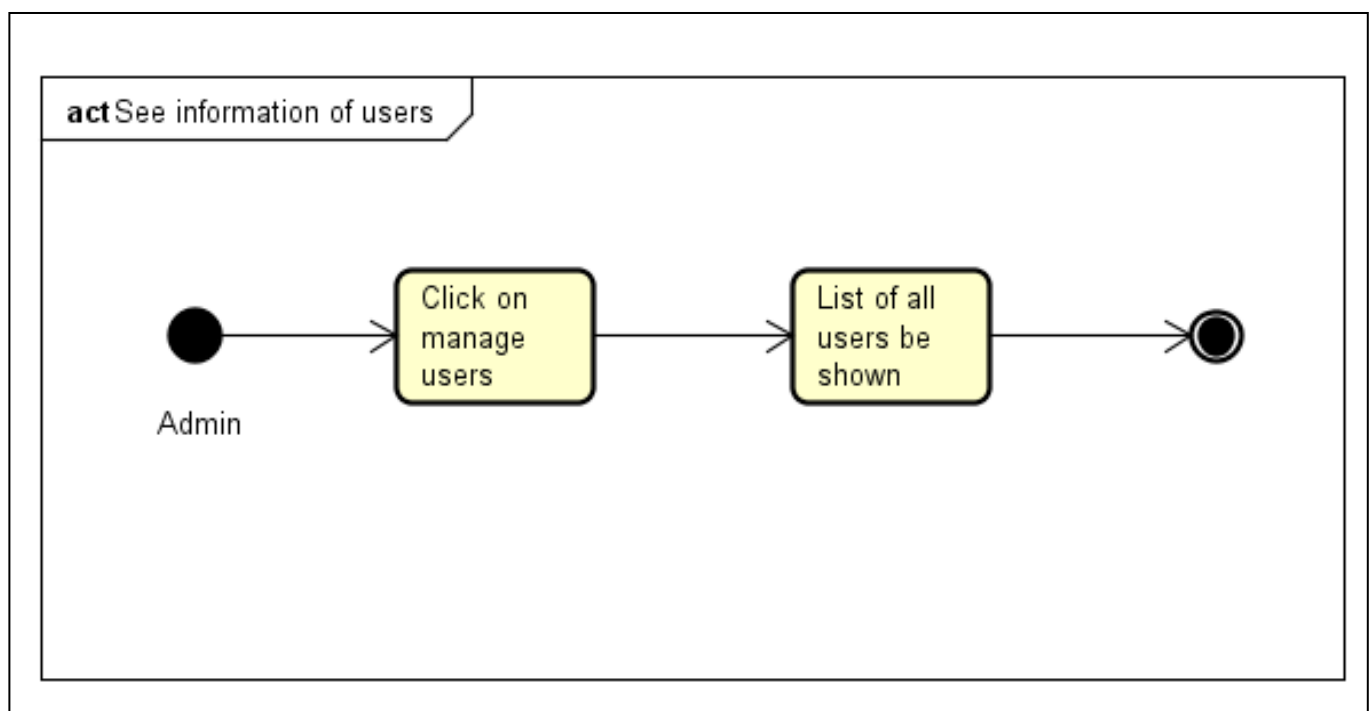 act See information of users
Click on
manage
users
List of all
users be
shown
Admin